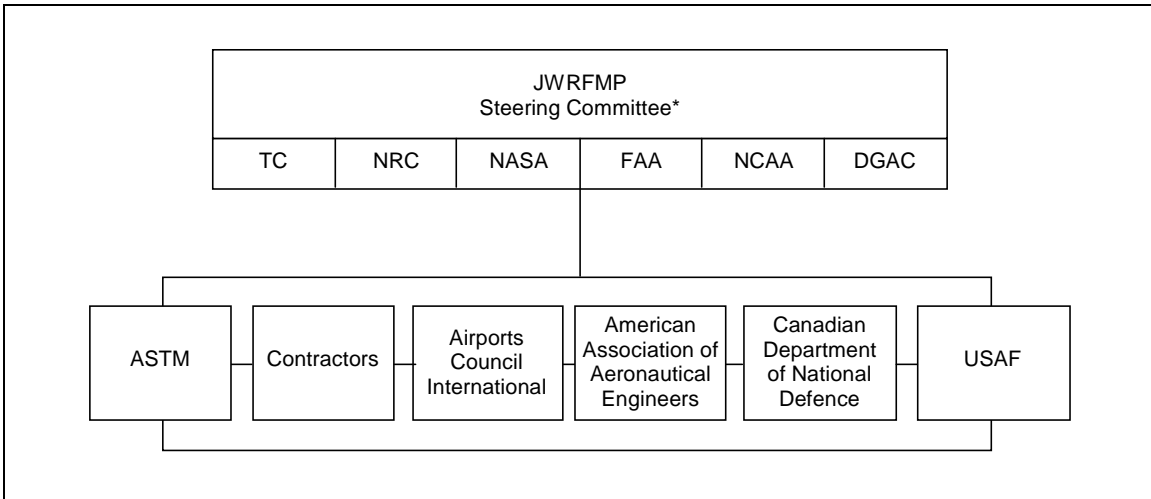 JWRFMP
Steering Committee*
TC NRC NASA FAA NCAA DGAC
ASTM
Contractors
Airports
Council
International
American
Association of
Aeronautical
Engineers
Canadian
Department
of National
Defence
USAF